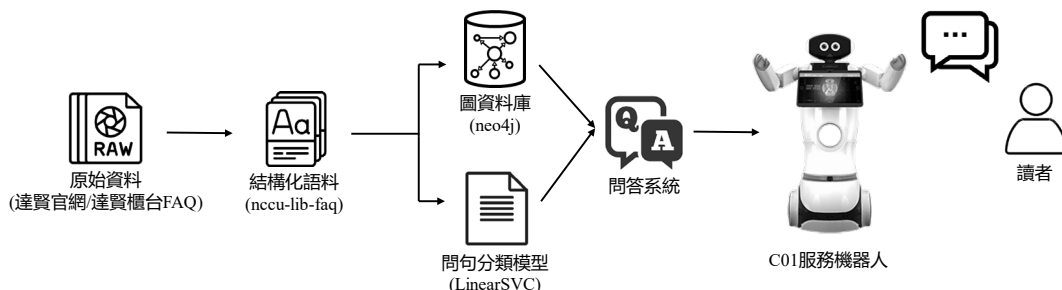 RAW
原始資料
(達賢官網/達賢櫃台FAQ)
Aa
結構化語料
(nccu-lib-faq)
圖資料庫
(neo4j)
問句分類模型
(LinearSVC)
Q
A
問答系統
C01服務機器人
讀者